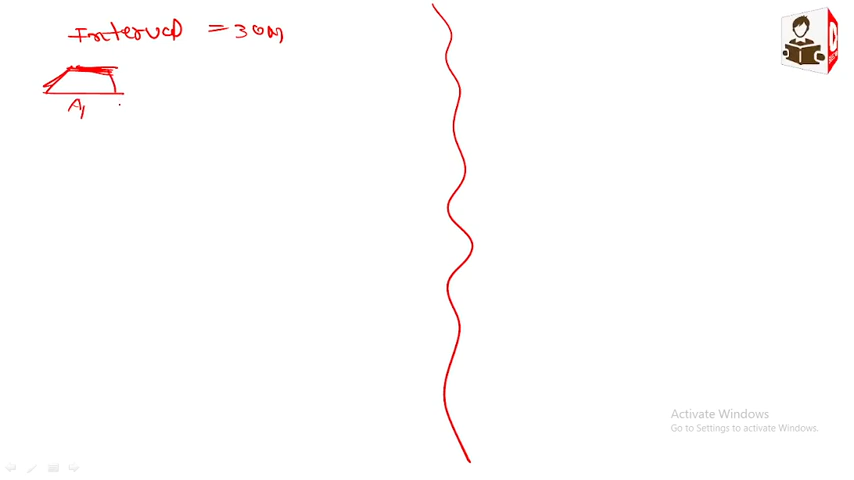 Interval = 30M
A1
Activate Windows
Go to Settings to activate Windows.